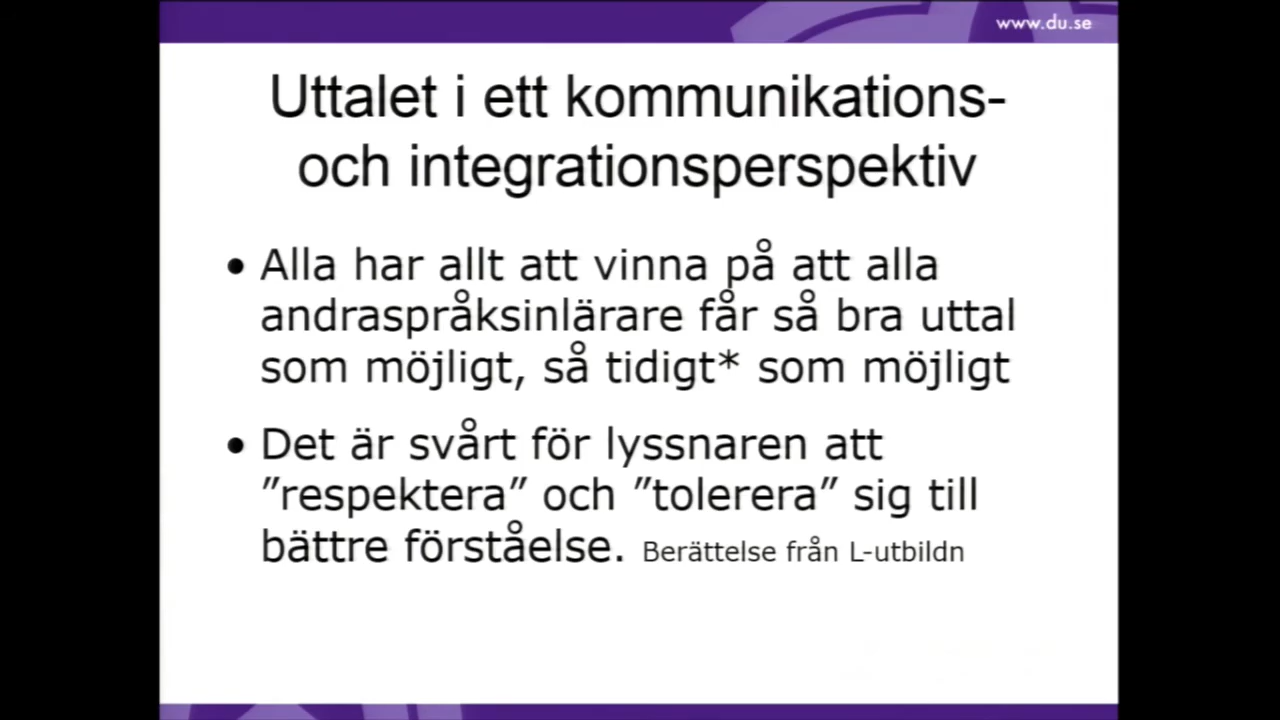 www.du.se
Uttalet i ett kommunikations-
och integrationsperspektiv
• Alla har allt att vinna på att alla
andraspråksinlärare får så bra uttal
som möjligt, så tidigt* som möjligt
• Det är svårt för lyssnaren att
”respektera” och ”tolerera” sig till
bättre förståelse. Berättelse från L-utbildn